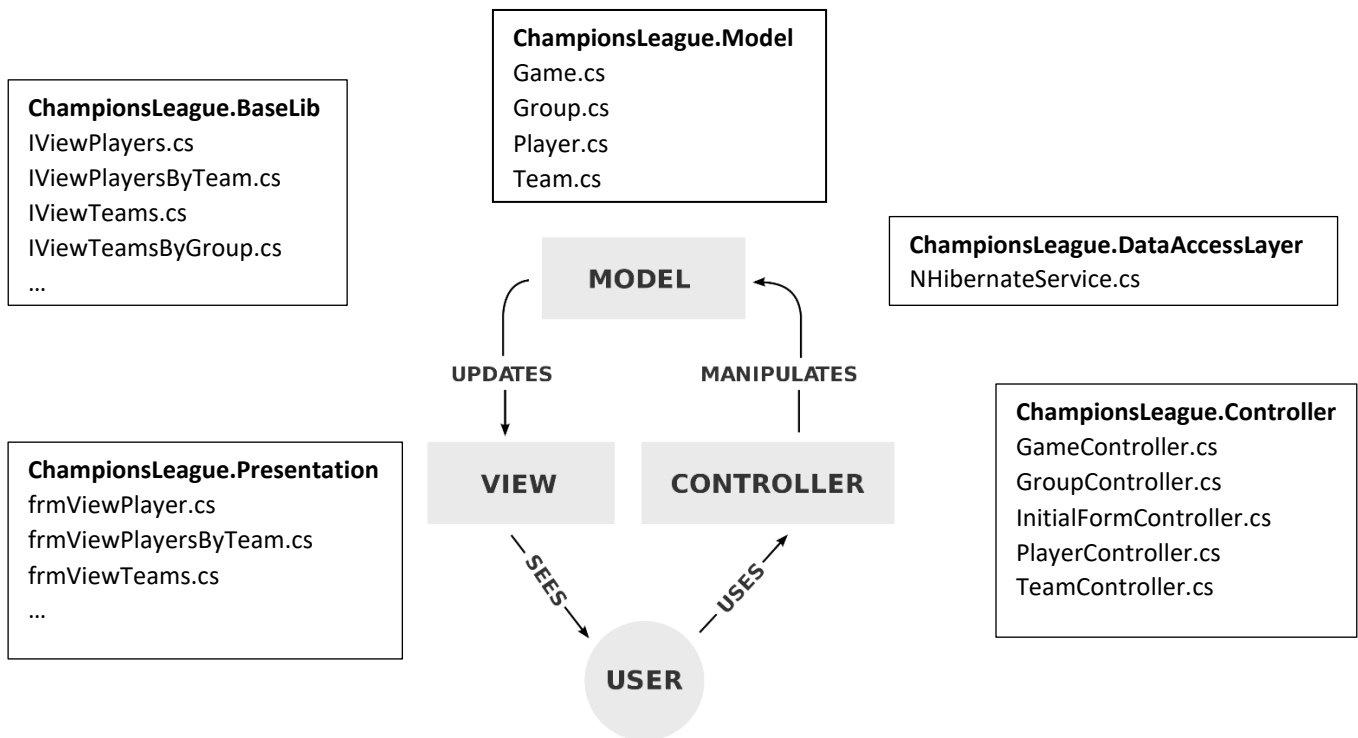 ChampionsLeague.Model
Game.cs
Group.cs
Player.cs
Team.cs
ChampionsLeague.BaseLib
IViewPlayers.cs
IViewPlayersByTeam.cs
IViewTeams.cs
IViewTeamsByGroup.cs
...
ChampionsLeague.DataAccessLayer
NHibernateService.cs
MODEL
UPDATES
MANIPULATES
ChampionsLeague.Controller
GameController.cs
GroupController.cs
InitialFormController.cs
PlayerController.cs
TeamController.cs
ChampionsLeague.Presentation
frmViewPlayer.cs
frmViewPlayersByTeam.cs
frmViewTeams.cs
...
VIEW
CONTROLLER
SEES
USES
USER